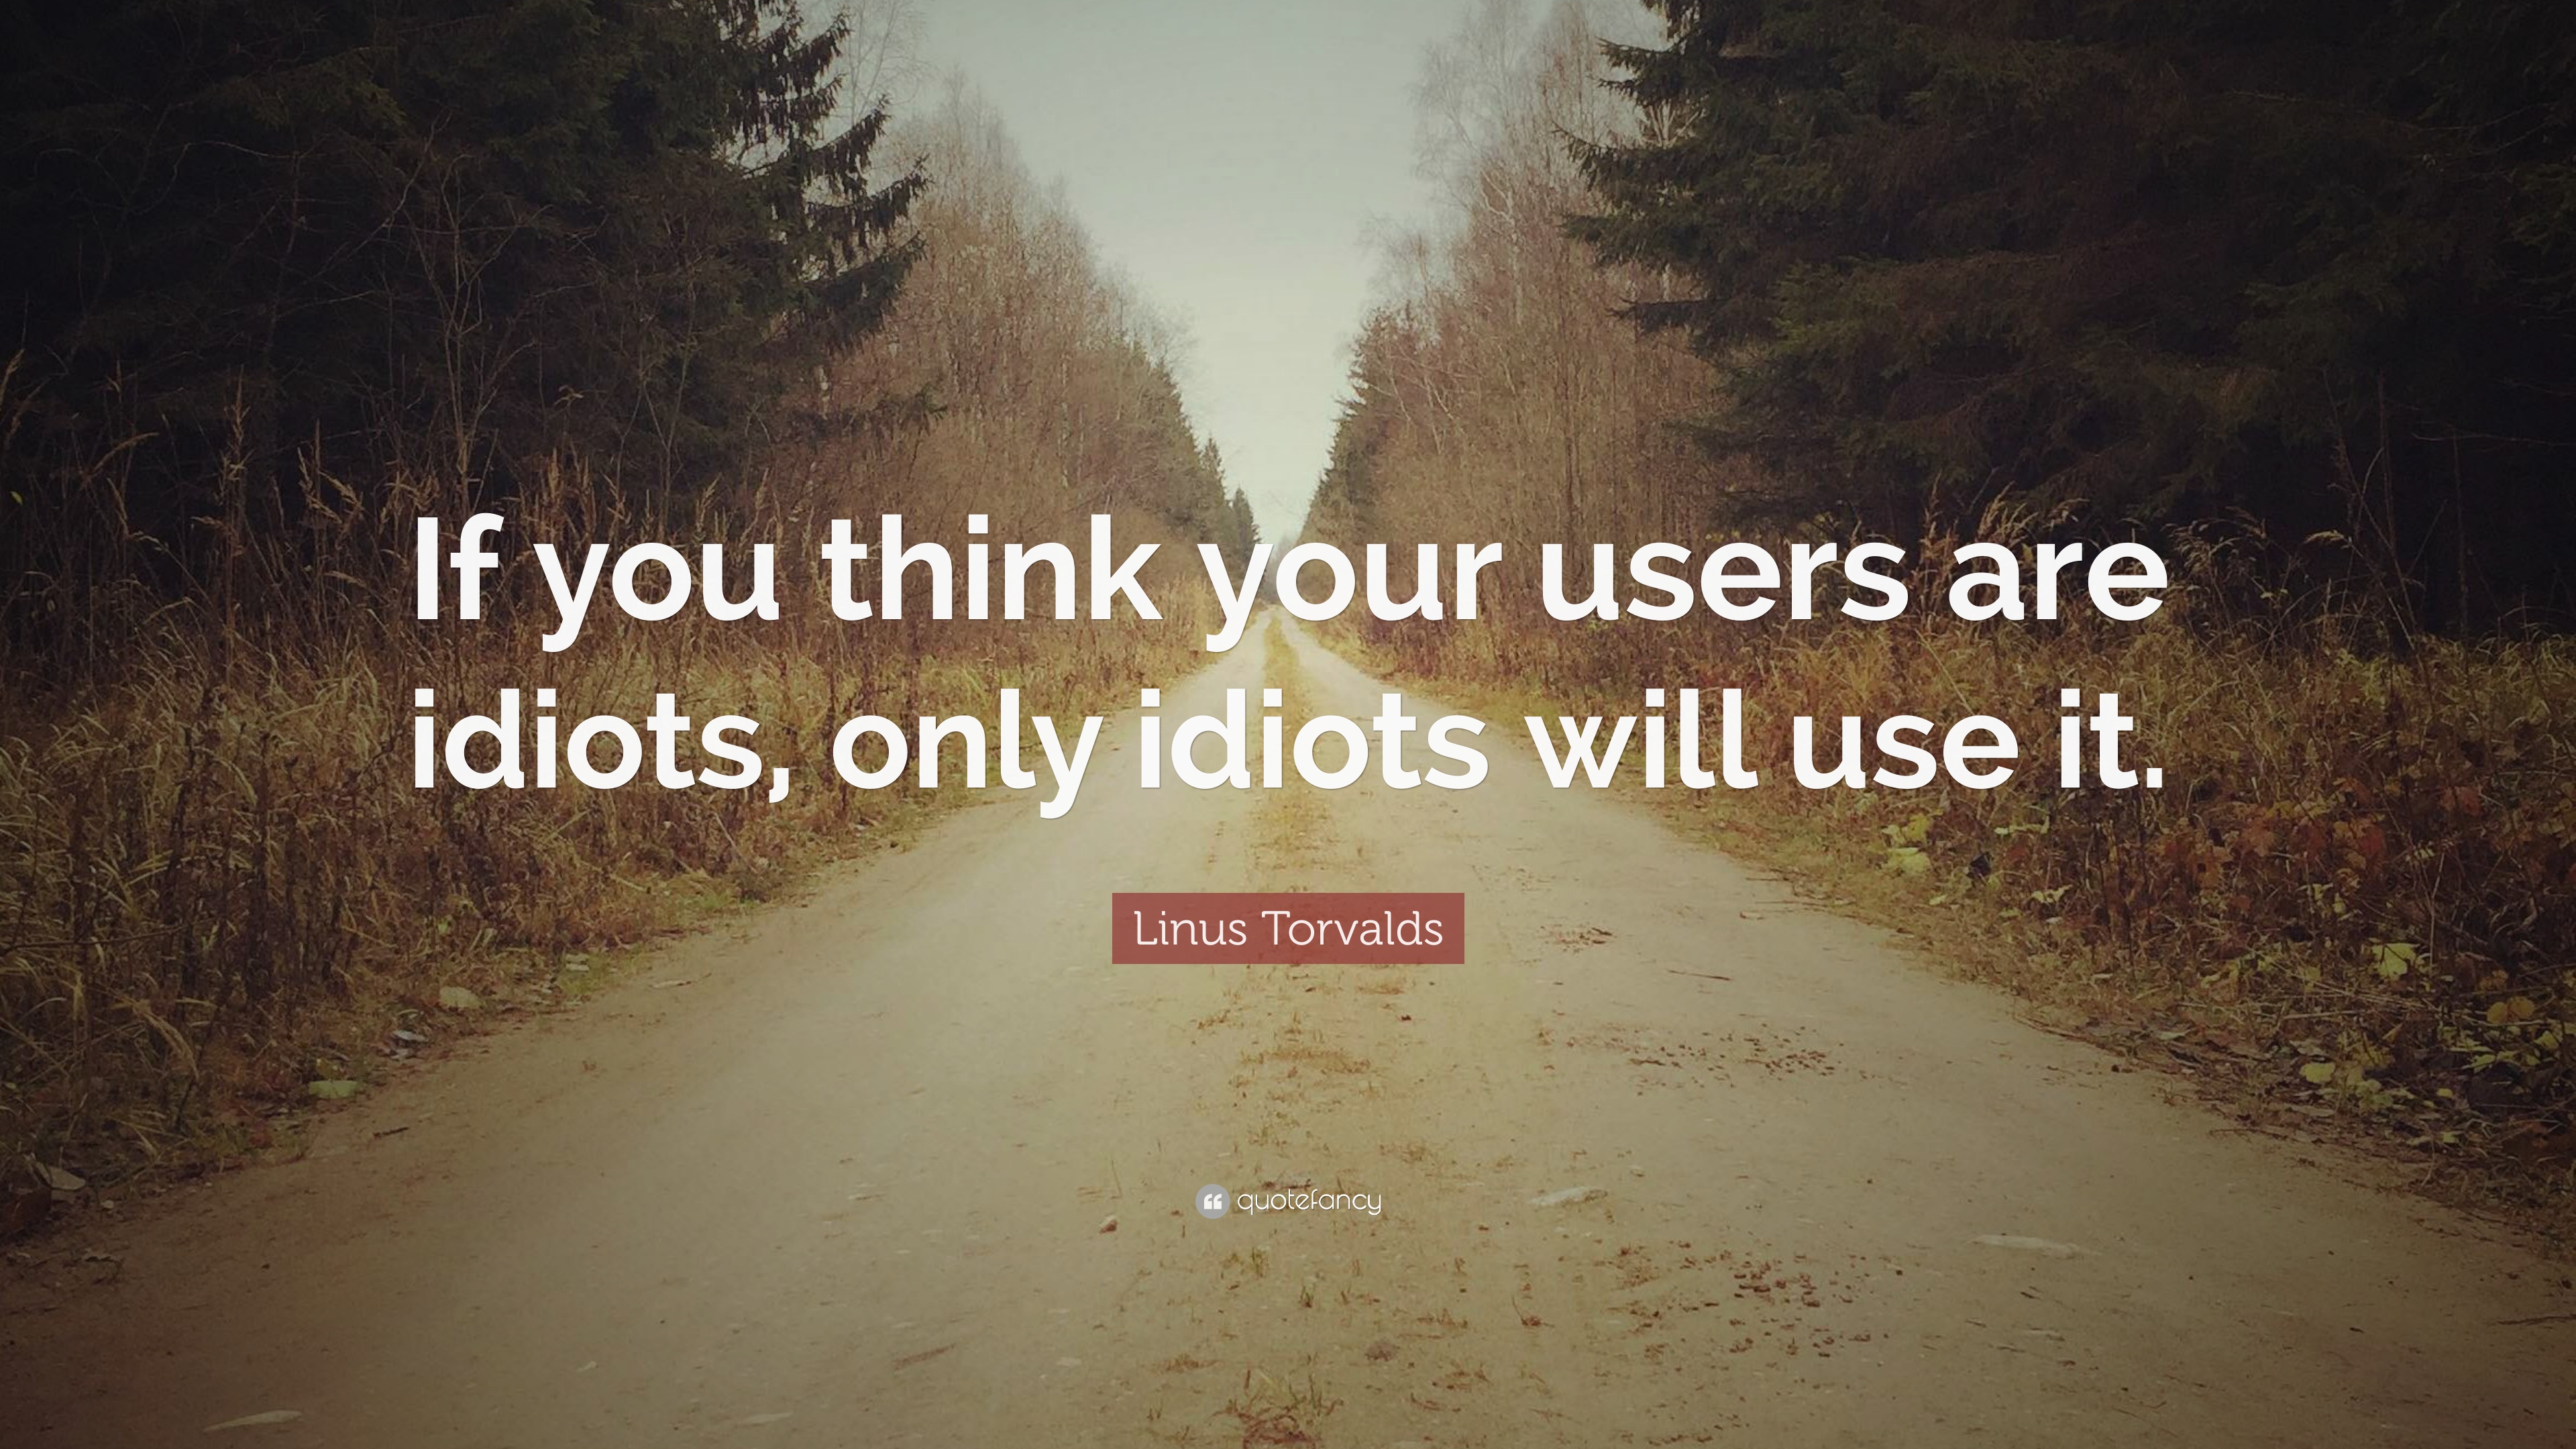 If you think your users are
idiots, only idiots will use it.
Linus Torvalds
❝ quotefancy